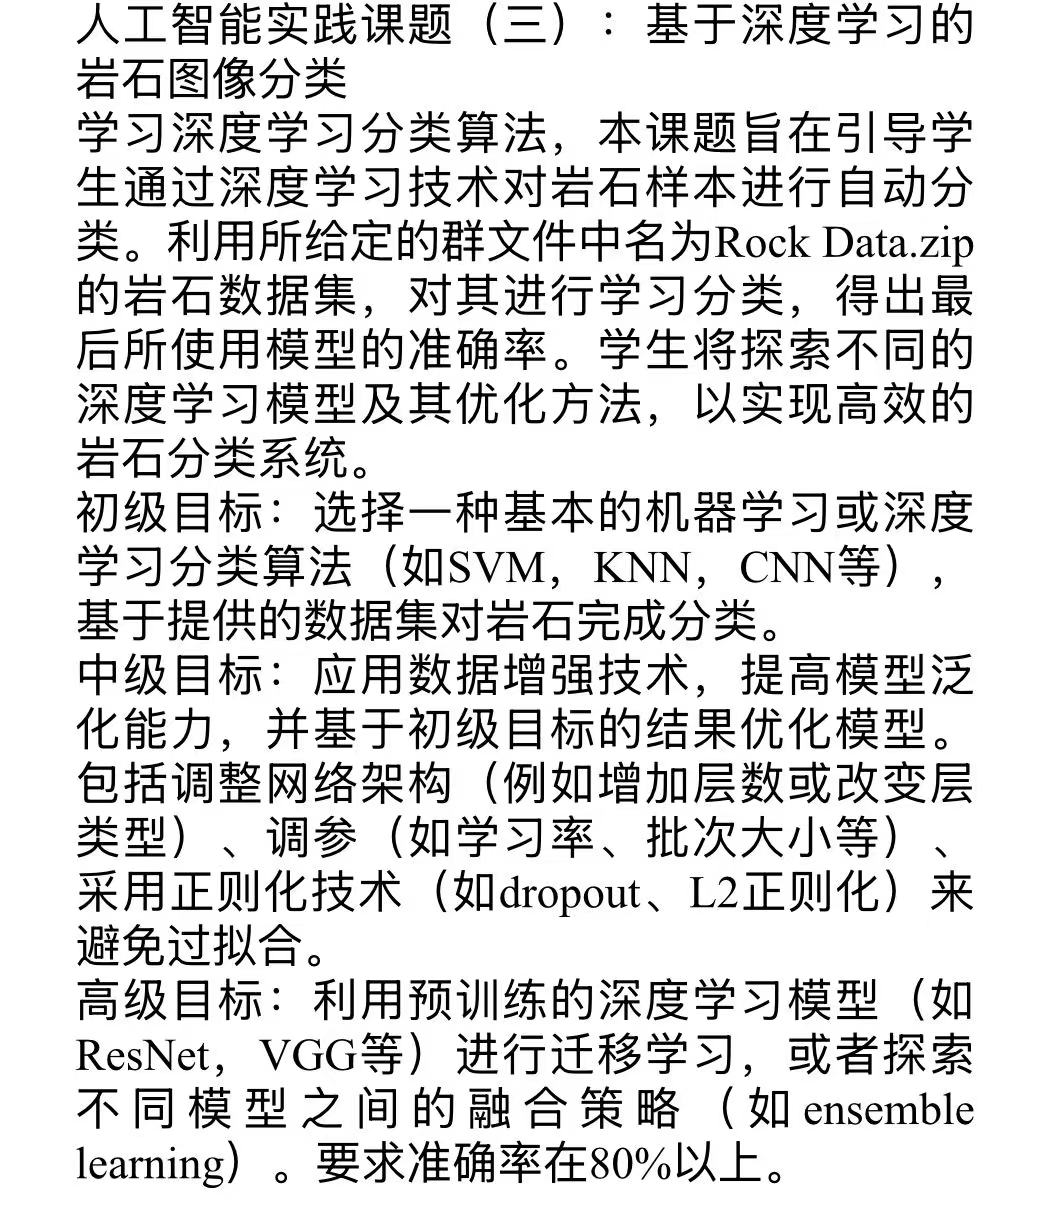 人工智能实践课题（三）：基于深度学习的
岩石图像分类
学习深度学习分类算法，本课题旨在引导学
生通过深度学习技术对岩石样本进行自动分
类。利用所给定的群文件中名为Rock Data.zip
的岩石数据集，对其进行学习分类，得出最
后所使用模型的准确率。学生将探索不同的
深度学习模型及其优化方法，以实现高效的
岩石分类系统。
初级目标：选择一种基本的机器学习或深度
学习分类算法（如SVM，KNN，CNN等），
基于提供的数据集对岩石完成分类。
中级目标：应用数据增强技术，提高模型泛
化能力，并基于初级目标的结果优化模型。
包括调整网络架构（例如增加层数或改变层
类型）、调参（如学习率、批次大小等）、
采用正则化技术（如dropout、L2正则化）来
避免过拟合。
高级目标：利用预训练的深度学习模型（如
ResNet，VGG等）进行迁移学习，或者探索
不同模型之间的融合策略（如ensemble
learning）。要求准确率在80%以上。